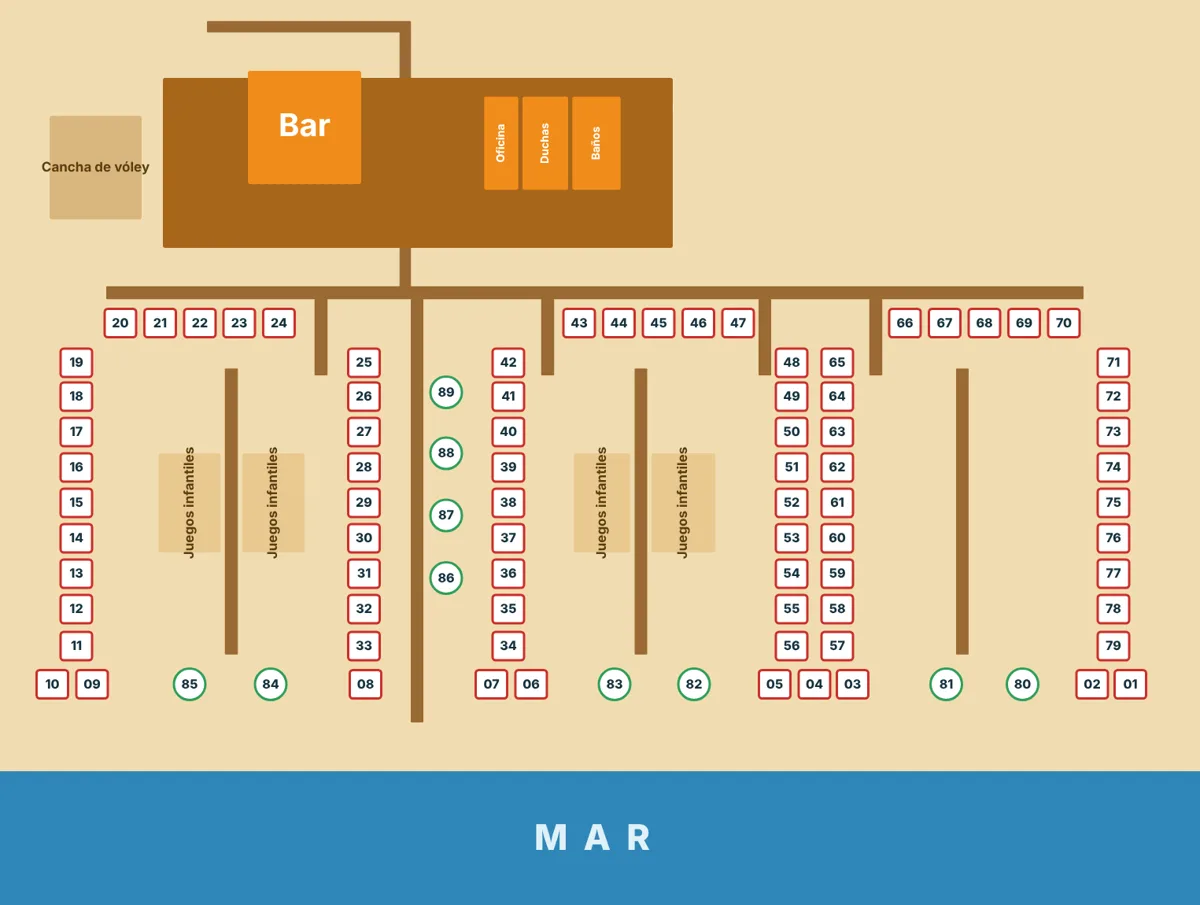 Bar
Oficina
Duchas
Baños
Cancha de vóley
20 21 22 23 24
43 44 45 46 47
66 67 68 69 70
19 25 42 48 65 71
18 26 89 41 49 64 72
17 27 40 50 63 73
16 28 88 39 51 62 74
15 29 38 52 61 75
14 30 87 37 53 60 76
13 31 86 36 54 59 77
12 32 35 55 58 78
11 33 34 56 57 79
Juegos infantiles
Juegos infantiles
Juegos infantiles
Juegos infantiles
10 09 85 84 08 07 06 83 82 05 04 03 81 80 02 01
MAR